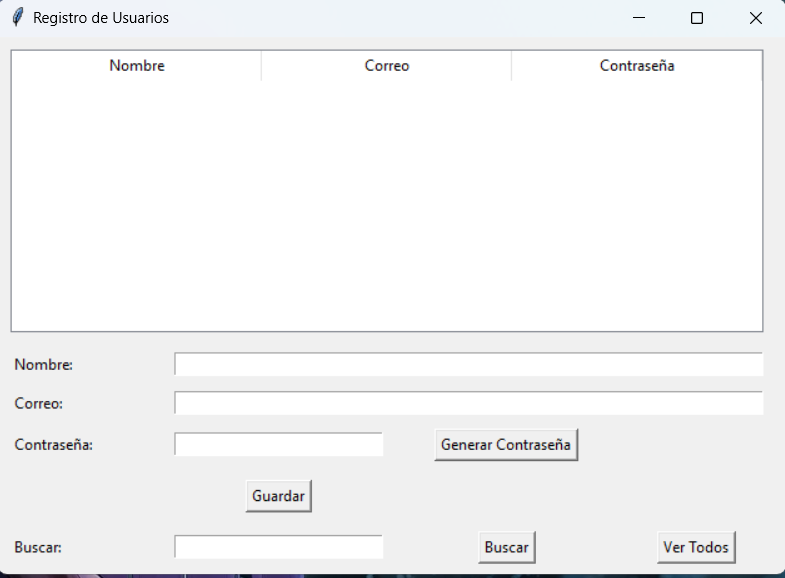 Registro de Usuarios
Nombre Correo Contraseña
Nombre:
Correo:
Contraseña: Generar Contraseña
Guardar
Buscar: Buscar Ver Todos